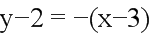 y−2 = −(x−3)